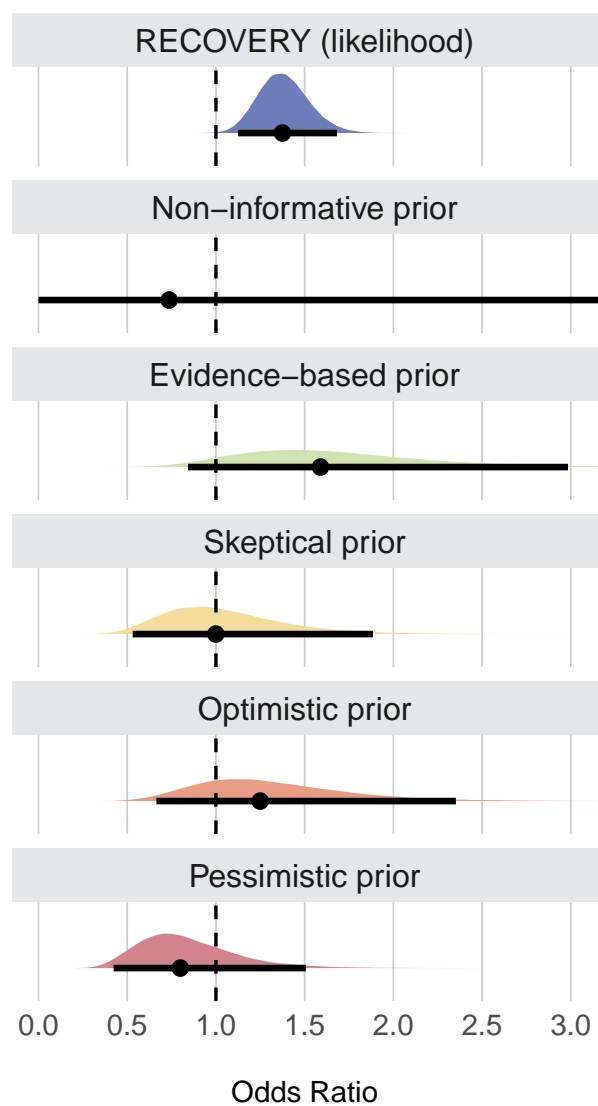 RECOVERY (likelihood)
Non−informative prior
Evidence−based prior
Skeptical prior
Optimistic prior
Pessimistic prior
0.0 0.5 1.0 1.5 2.0 2.5 3.0
Odds Ratio